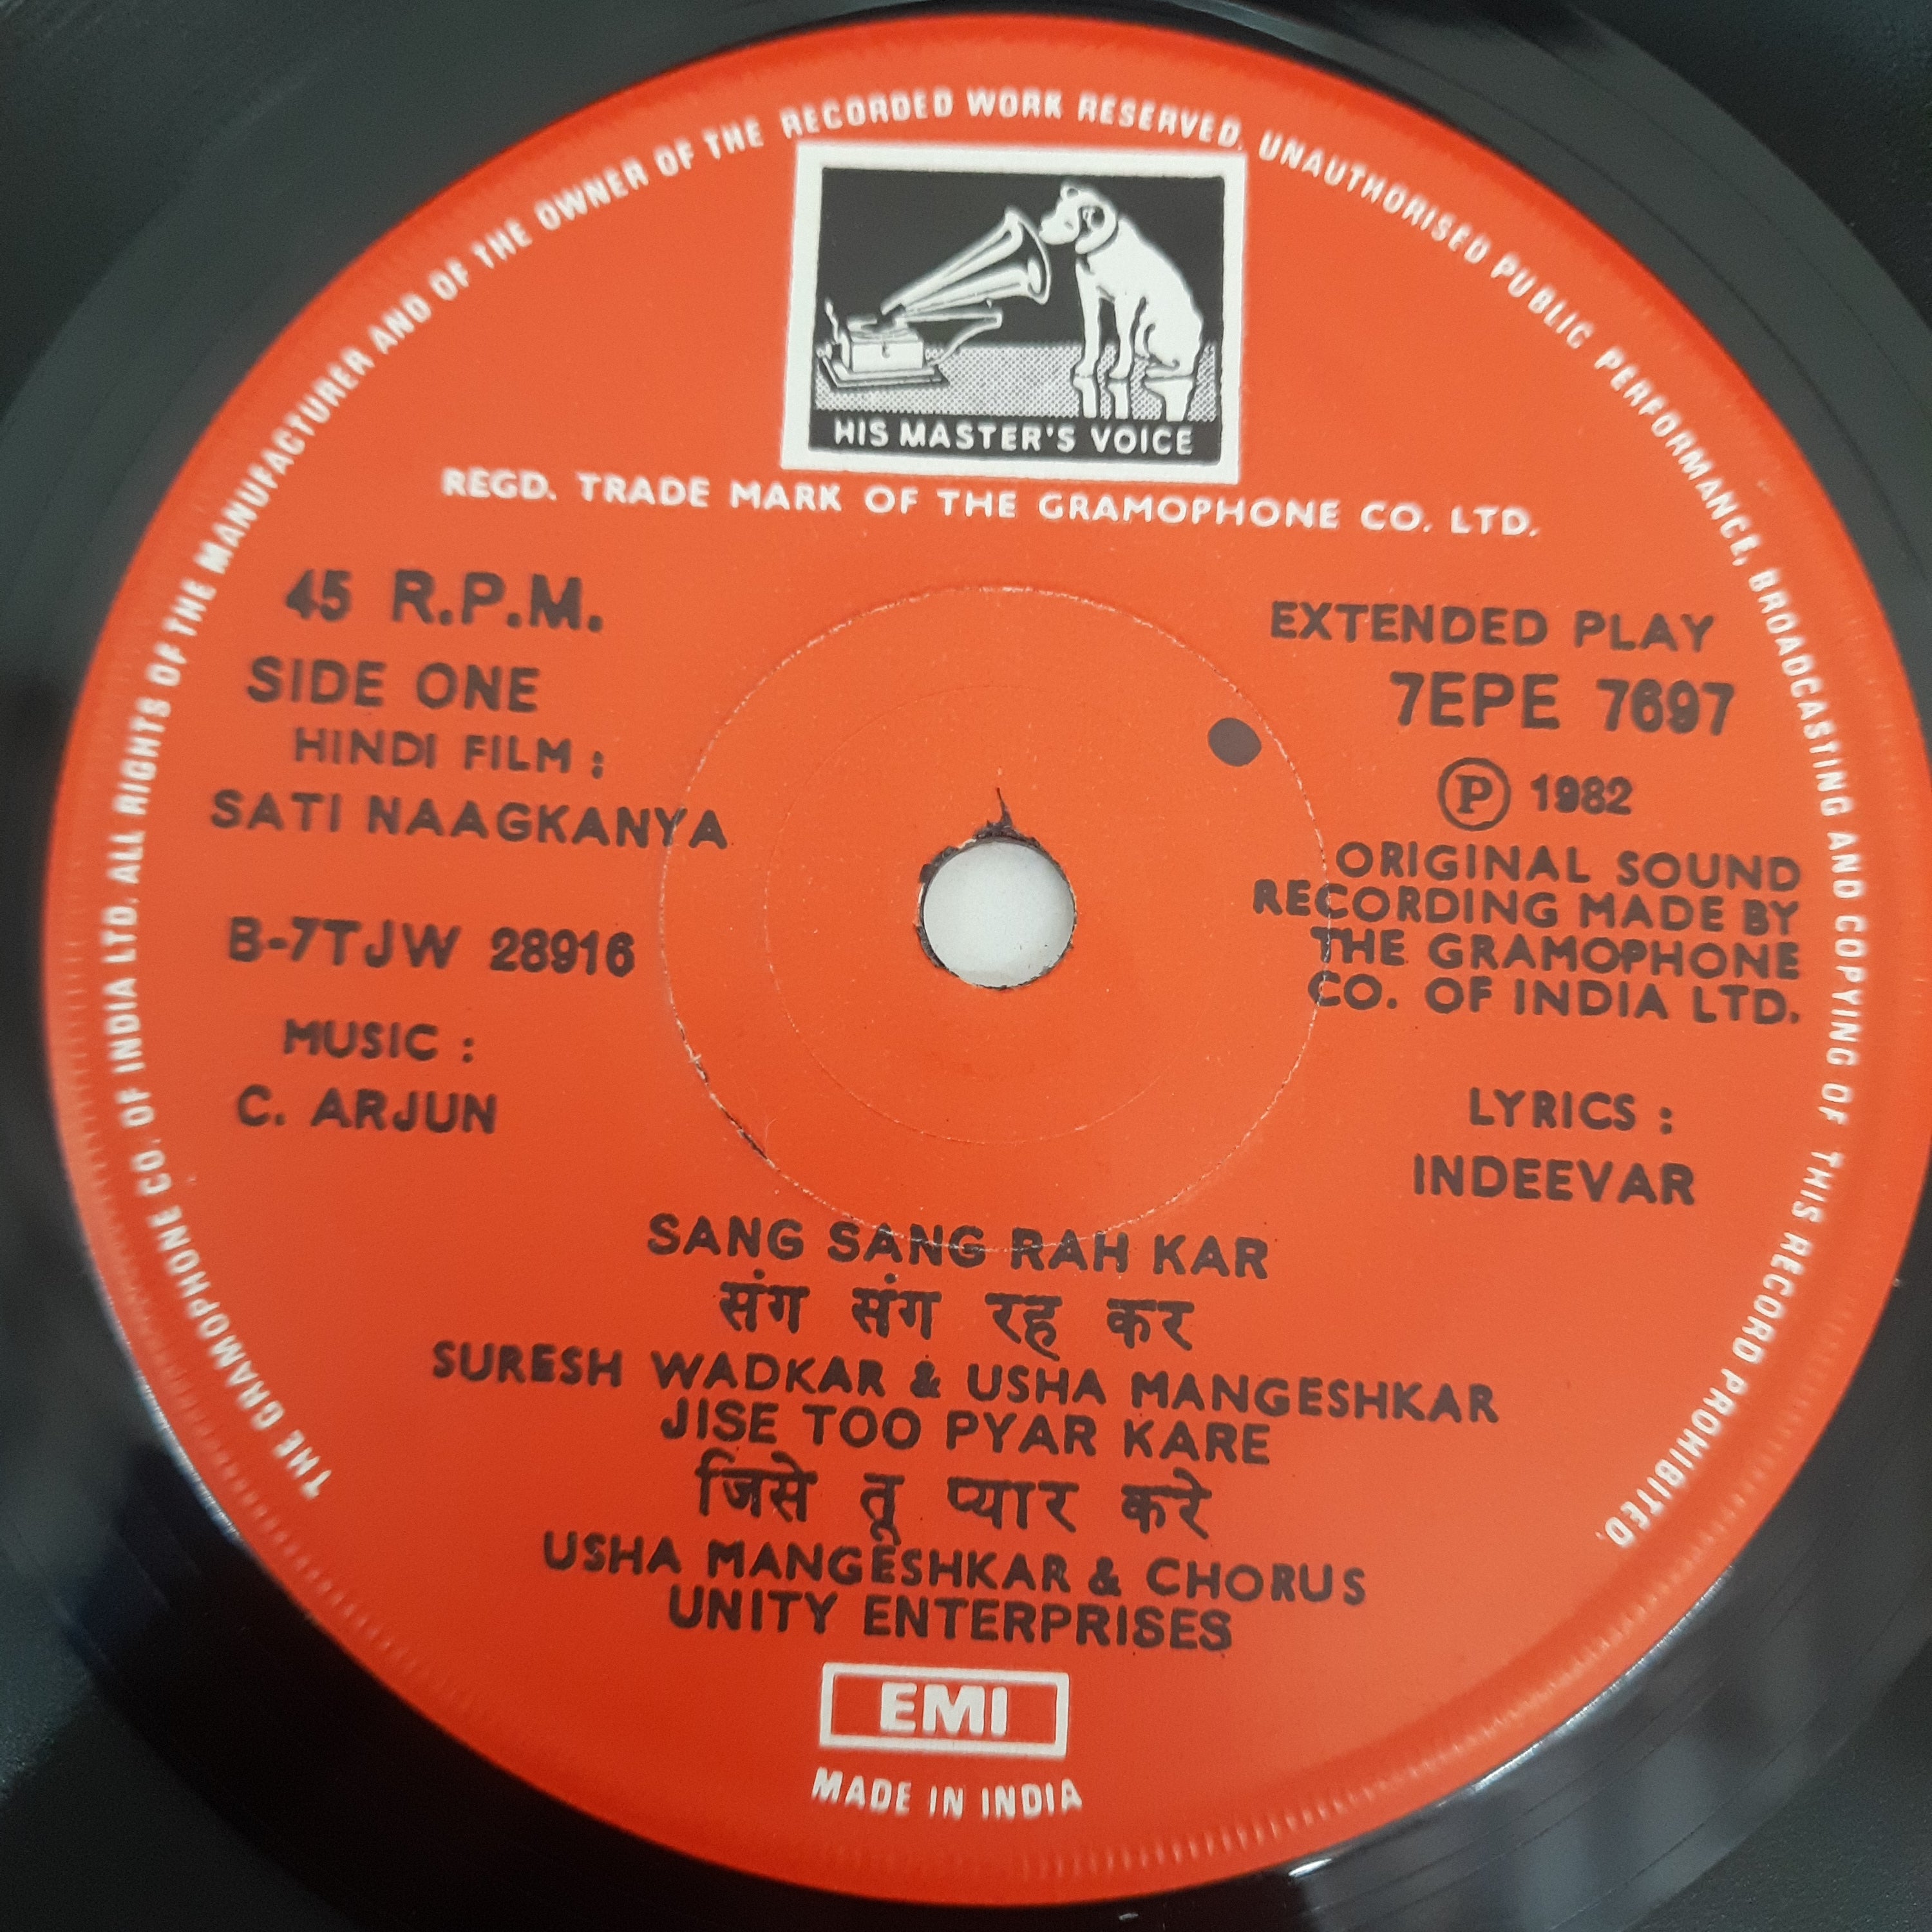 THE GRAMOPHONE CO. OF INDIA LTD. ALL RIGHTS OF THE MANUFACTURER AND OF THE OWNER OF THE RECORDED WORK RESERVED. UNAUTHORISED PUBLIC PERFORMANCE, BROADCASTING AND COPYING OF THIS RECORD PROHIBITED.
HIS MASTER'S VOICE
REGD. TRADE MARK OF THE GRAMOPHONE CO. LTD.
45 R.P.M.
SIDE ONE
HINDI FILM :
SATI NAAGKANYA
B-7TJW 28916
MUSIC :
C. ARJUN
EXTENDED PLAY
7EPE 7697
Ⓟ 1982
ORIGINAL SOUND
RECORDING MADE BY
THE GRAMOPHONE
CO. OF INDIA LTD.
LYRICS :
INDEEVAR
SANG SANG RAH KAR
संग संग रह कर
SURESH WADKAR & USHA MANGESHKAR
JISE TOO PYAR KARE
जिसे तू प्यार करे
USHA MANGESHKAR & CHORUS
UNITY ENTERPRISES
EMI
MADE IN INDIA